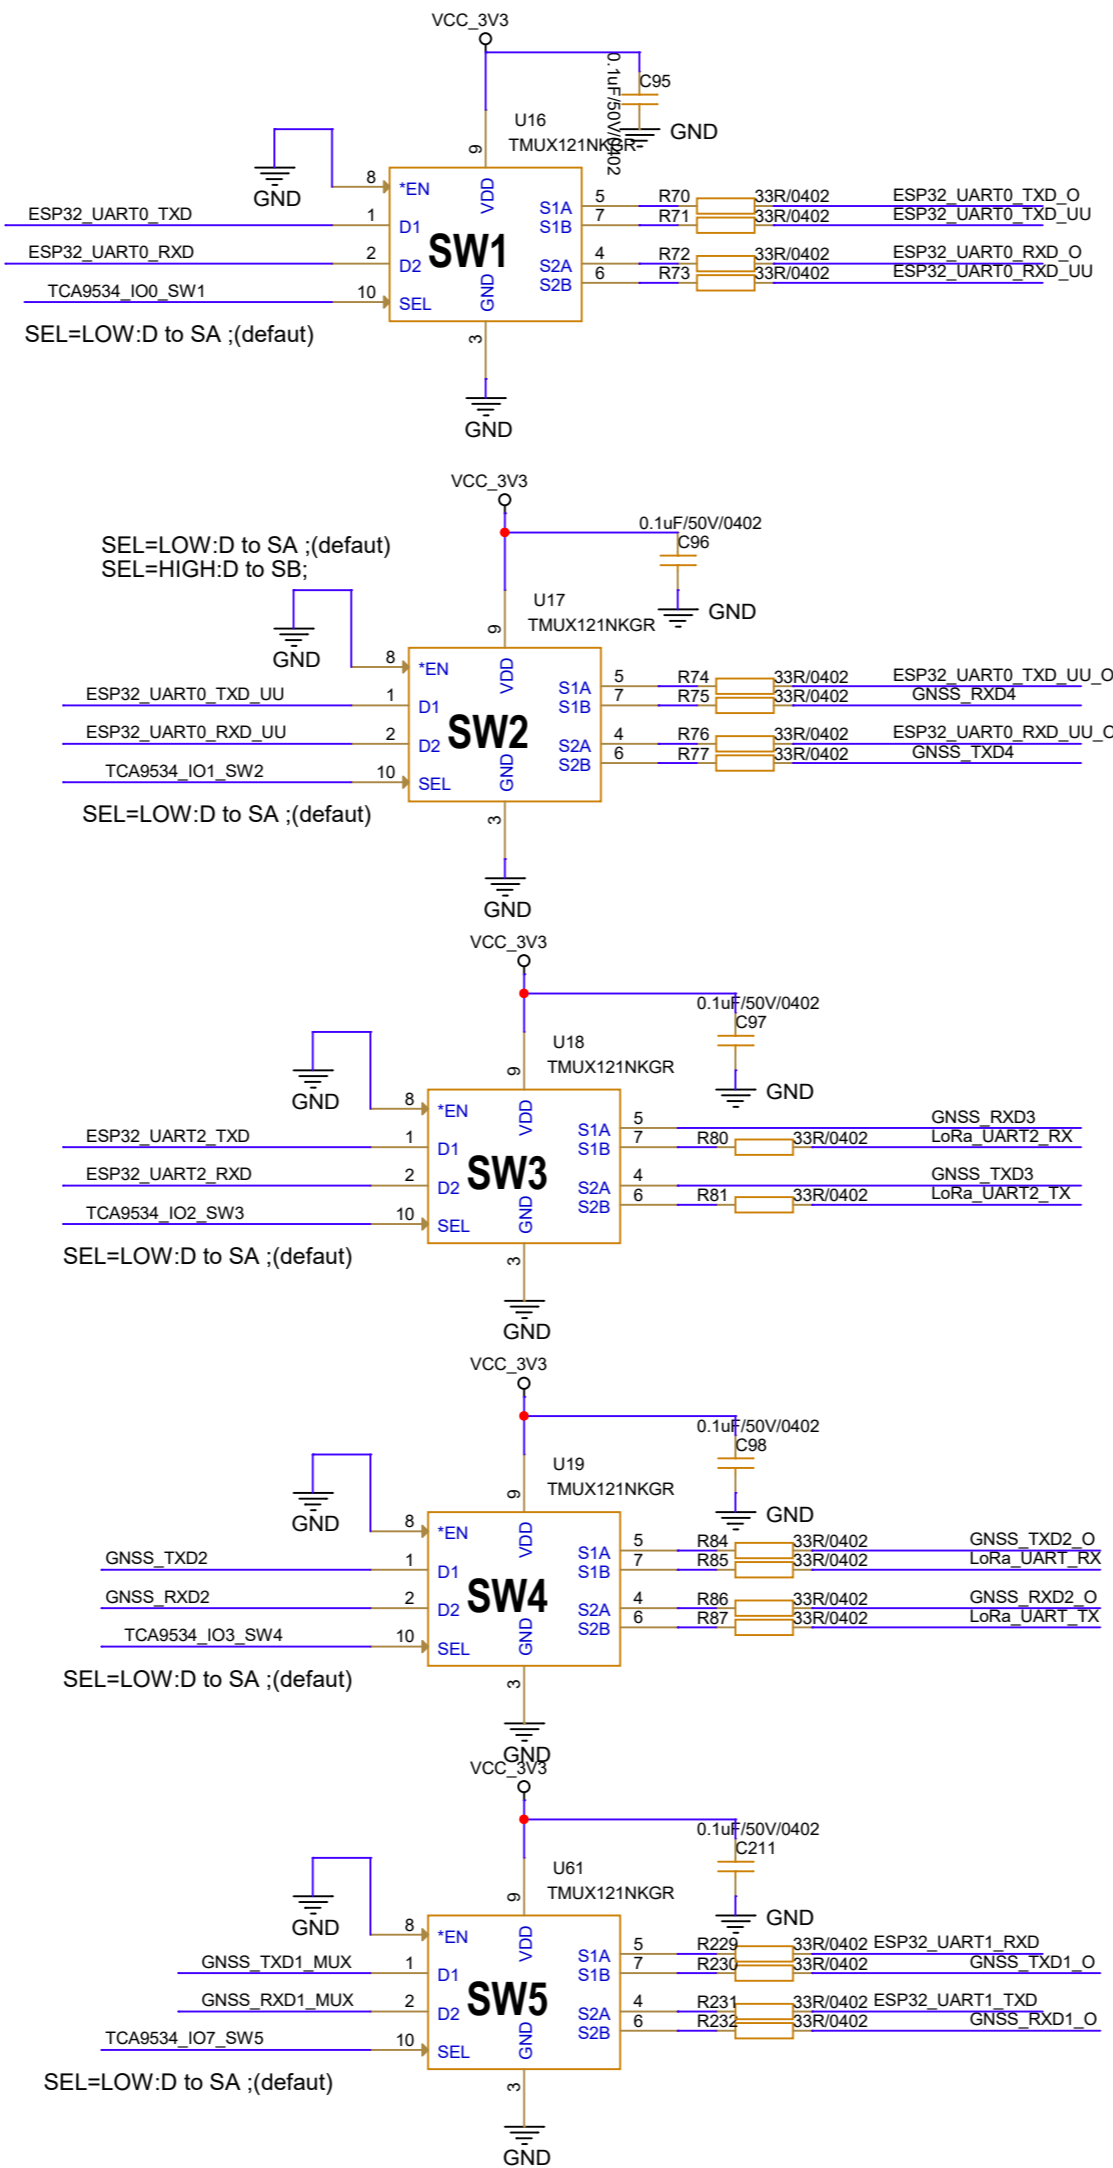 VCC_3V3
0.1uF/50V/0402
C95
GND
U16
TMUX121NKGR
9
GND
8 *EN VDD
ESP32_UART0_TXD 1 D1
ESP32_UART0_RXD 2 D2
TCA9534_IO0_SW1 10 SEL
SW1
GND
S1A 5 R70 33R/0402 ESP32_UART0_TXD_O
S1B 7 R71 33R/0402 ESP32_UART0_TXD_UU
S2A 4 R72 33R/0402 ESP32_UART0_RXD_O
S2B 6 R73 33R/0402 ESP32_UART0_RXD_UU
SEL=LOW:D to SA ;(defaut)
3
GND
VCC_3V3
0.1uF/50V/0402
C96
GND
SEL=LOW:D to SA ;(defaut)
SEL=HIGH:D to SB;
U17
TMUX121NKGR
9
GND
8 *EN VDD
ESP32_UART0_TXD_UU 1 D1
ESP32_UART0_RXD_UU 2 D2
TCA9534_IO1_SW2 10 SEL
SW2
GND
S1A 5 R74 33R/0402 ESP32_UART0_TXD_UU_O
S1B 7 R75 33R/0402 GNSS_RXD4
S2A 4 R76 33R/0402 ESP32_UART0_RXD_UU_O
S2B 6 R77 33R/0402 GNSS_TXD4
SEL=LOW:D to SA ;(defaut)
3
GND
VCC_3V3
0.1uF/50V/0402
C97
GND
U18
TMUX121NKGR
9
GND
8 *EN VDD
ESP32_UART2_TXD 1 D1
ESP32_UART2_RXD 2 D2
TCA9534_IO2_SW3 10 SEL
SW3
GND
S1A 5 GNSS_RXD3
S1B 7 R80 33R/0402 LoRa_UART2_RX
S2A 4 GNSS_TXD3
S2B 6 R81 33R/0402 LoRa_UART2_TX
SEL=LOW:D to SA ;(defaut)
3
GND
VCC_3V3
0.1uF/50V/0402
C98
GND
U19
TMUX121NKGR
9
GND
8 *EN VDD
GNSS_TXD2 1 D1
GNSS_RXD2 2 D2
TCA9534_IO3_SW4 10 SEL
SW4
GND
S1A 5 R84 33R/0402 GNSS_TXD2_O
S1B 7 R85 33R/0402 LoRa_UART_RX
S2A 4 R86 33R/0402 GNSS_RXD2_O
S2B 6 R87 33R/0402 LoRa_UART_TX
SEL=LOW:D to SA ;(defaut)
3
GND
VCC_3V3
0.1uF/50V/0402
C211
GND
U61
TMUX121NKGR
9
GND
8 *EN VDD
GNSS_TXD1_MUX 1 D1
GNSS_RXD1_MUX 2 D2
TCA9534_IO7_SW5 10 SEL
SW5
GND
S1A 5 R229 33R/0402 ESP32_UART1_RXD
S1B 7 R230 33R/0402 GNSS_TXD1_O
S2A 4 R231 33R/0402 ESP32_UART1_TXD
S2B 6 R232 33R/0402 GNSS_RXD1_O
SEL=LOW:D to SA ;(defaut)
3
GND